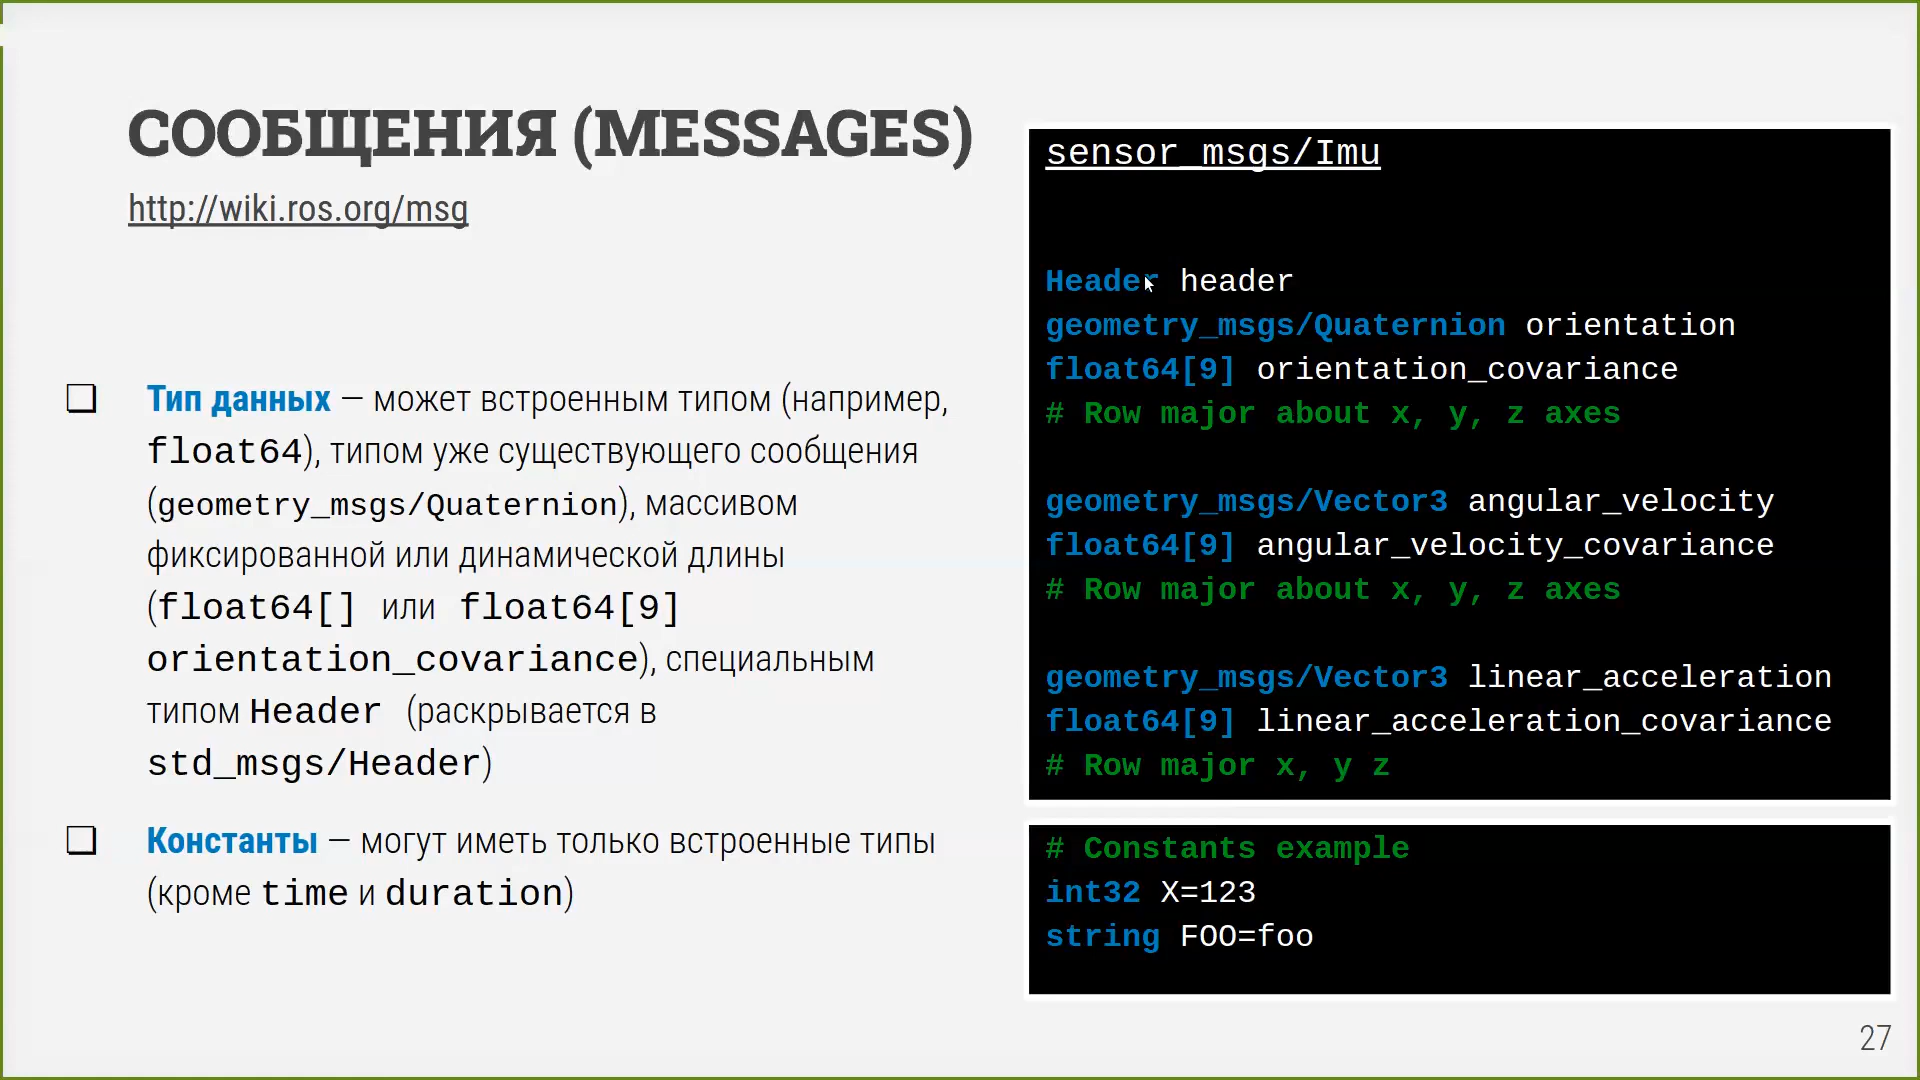 СООБЩЕНИЯ (MESSAGES)
http://wiki.ros.org/msg
❏ Тип данных — может встроенным типом (например,
float64), типом уже существующего сообщения
(geometry_msgs/Quaternion), массивом
фиксированной или динамической длины
(float64[] или float64[9]
orientation_covariance), специальным
типом Header (раскрывается в
std_msgs/Header)
❏ Константы — могут иметь только встроенные типы
(кроме time и duration)
sensor_msgs/Imu
Header header
geometry_msgs/Quaternion orientation
float64[9] orientation_covariance
# Row major about x, y, z axes
geometry_msgs/Vector3 angular_velocity
float64[9] angular_velocity_covariance
# Row major about x, y, z axes
geometry_msgs/Vector3 linear_acceleration
float64[9] linear_acceleration_covariance
# Row major x, y z
# Constants example
int32 X=123
string FOO=foo
27